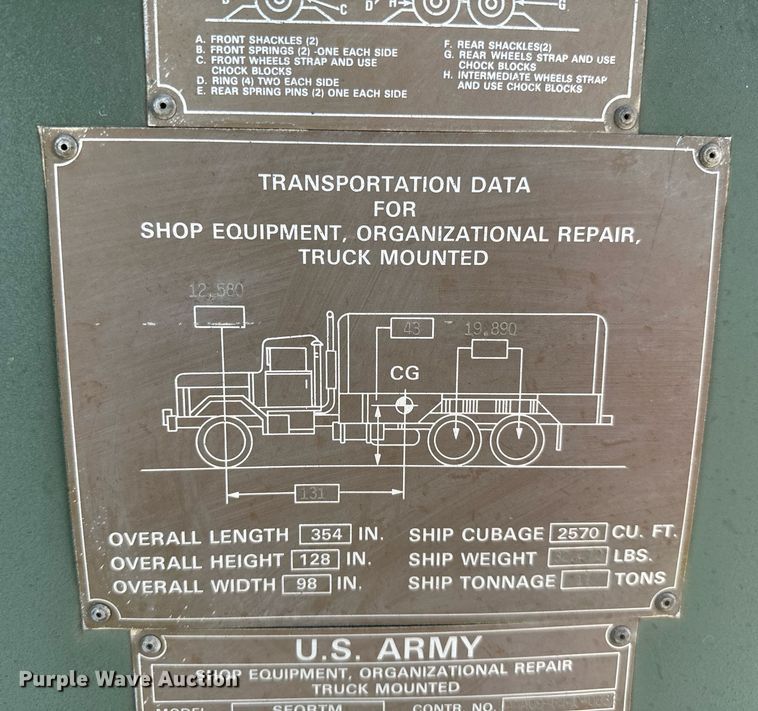 D C D H G
A. FRONT SHACKLES (2)
B. FRONT SPRINGS (2) -ONE EACH SIDE
C. FRONT WHEELS STRAP AND USE
CHOCK BLOCKS
D. RING (4) TWO EACH SIDE
E. REAR SPRING PINS (2) ONE EACH SIDE
F. REAR SHACKLES(2)
G. REAR WHEELS STRAP AND USE
CHOCK BLOCKS
H. INTERMEDIATE WHEELS STRAP
AND USE CHOCK BLOCKS
TRANSPORTATION DATA
FOR
SHOP EQUIPMENT, ORGANIZATIONAL REPAIR,
TRUCK MOUNTED
12,580
43
19,890
CG
131
OVERALL LENGTH 354 IN.
OVERALL HEIGHT 128 IN.
OVERALL WIDTH 98 IN.
SHIP CUBAGE 2570 CU. FT.
SHIP WEIGHT LBS.
SHIP TONNAGE TONS
U.S. ARMY
SHOP EQUIPMENT, ORGANIZATIONAL REPAIR
TRUCK MOUNTED
MODEL SEORTM CONTR. NO.
Purple Wave Auction